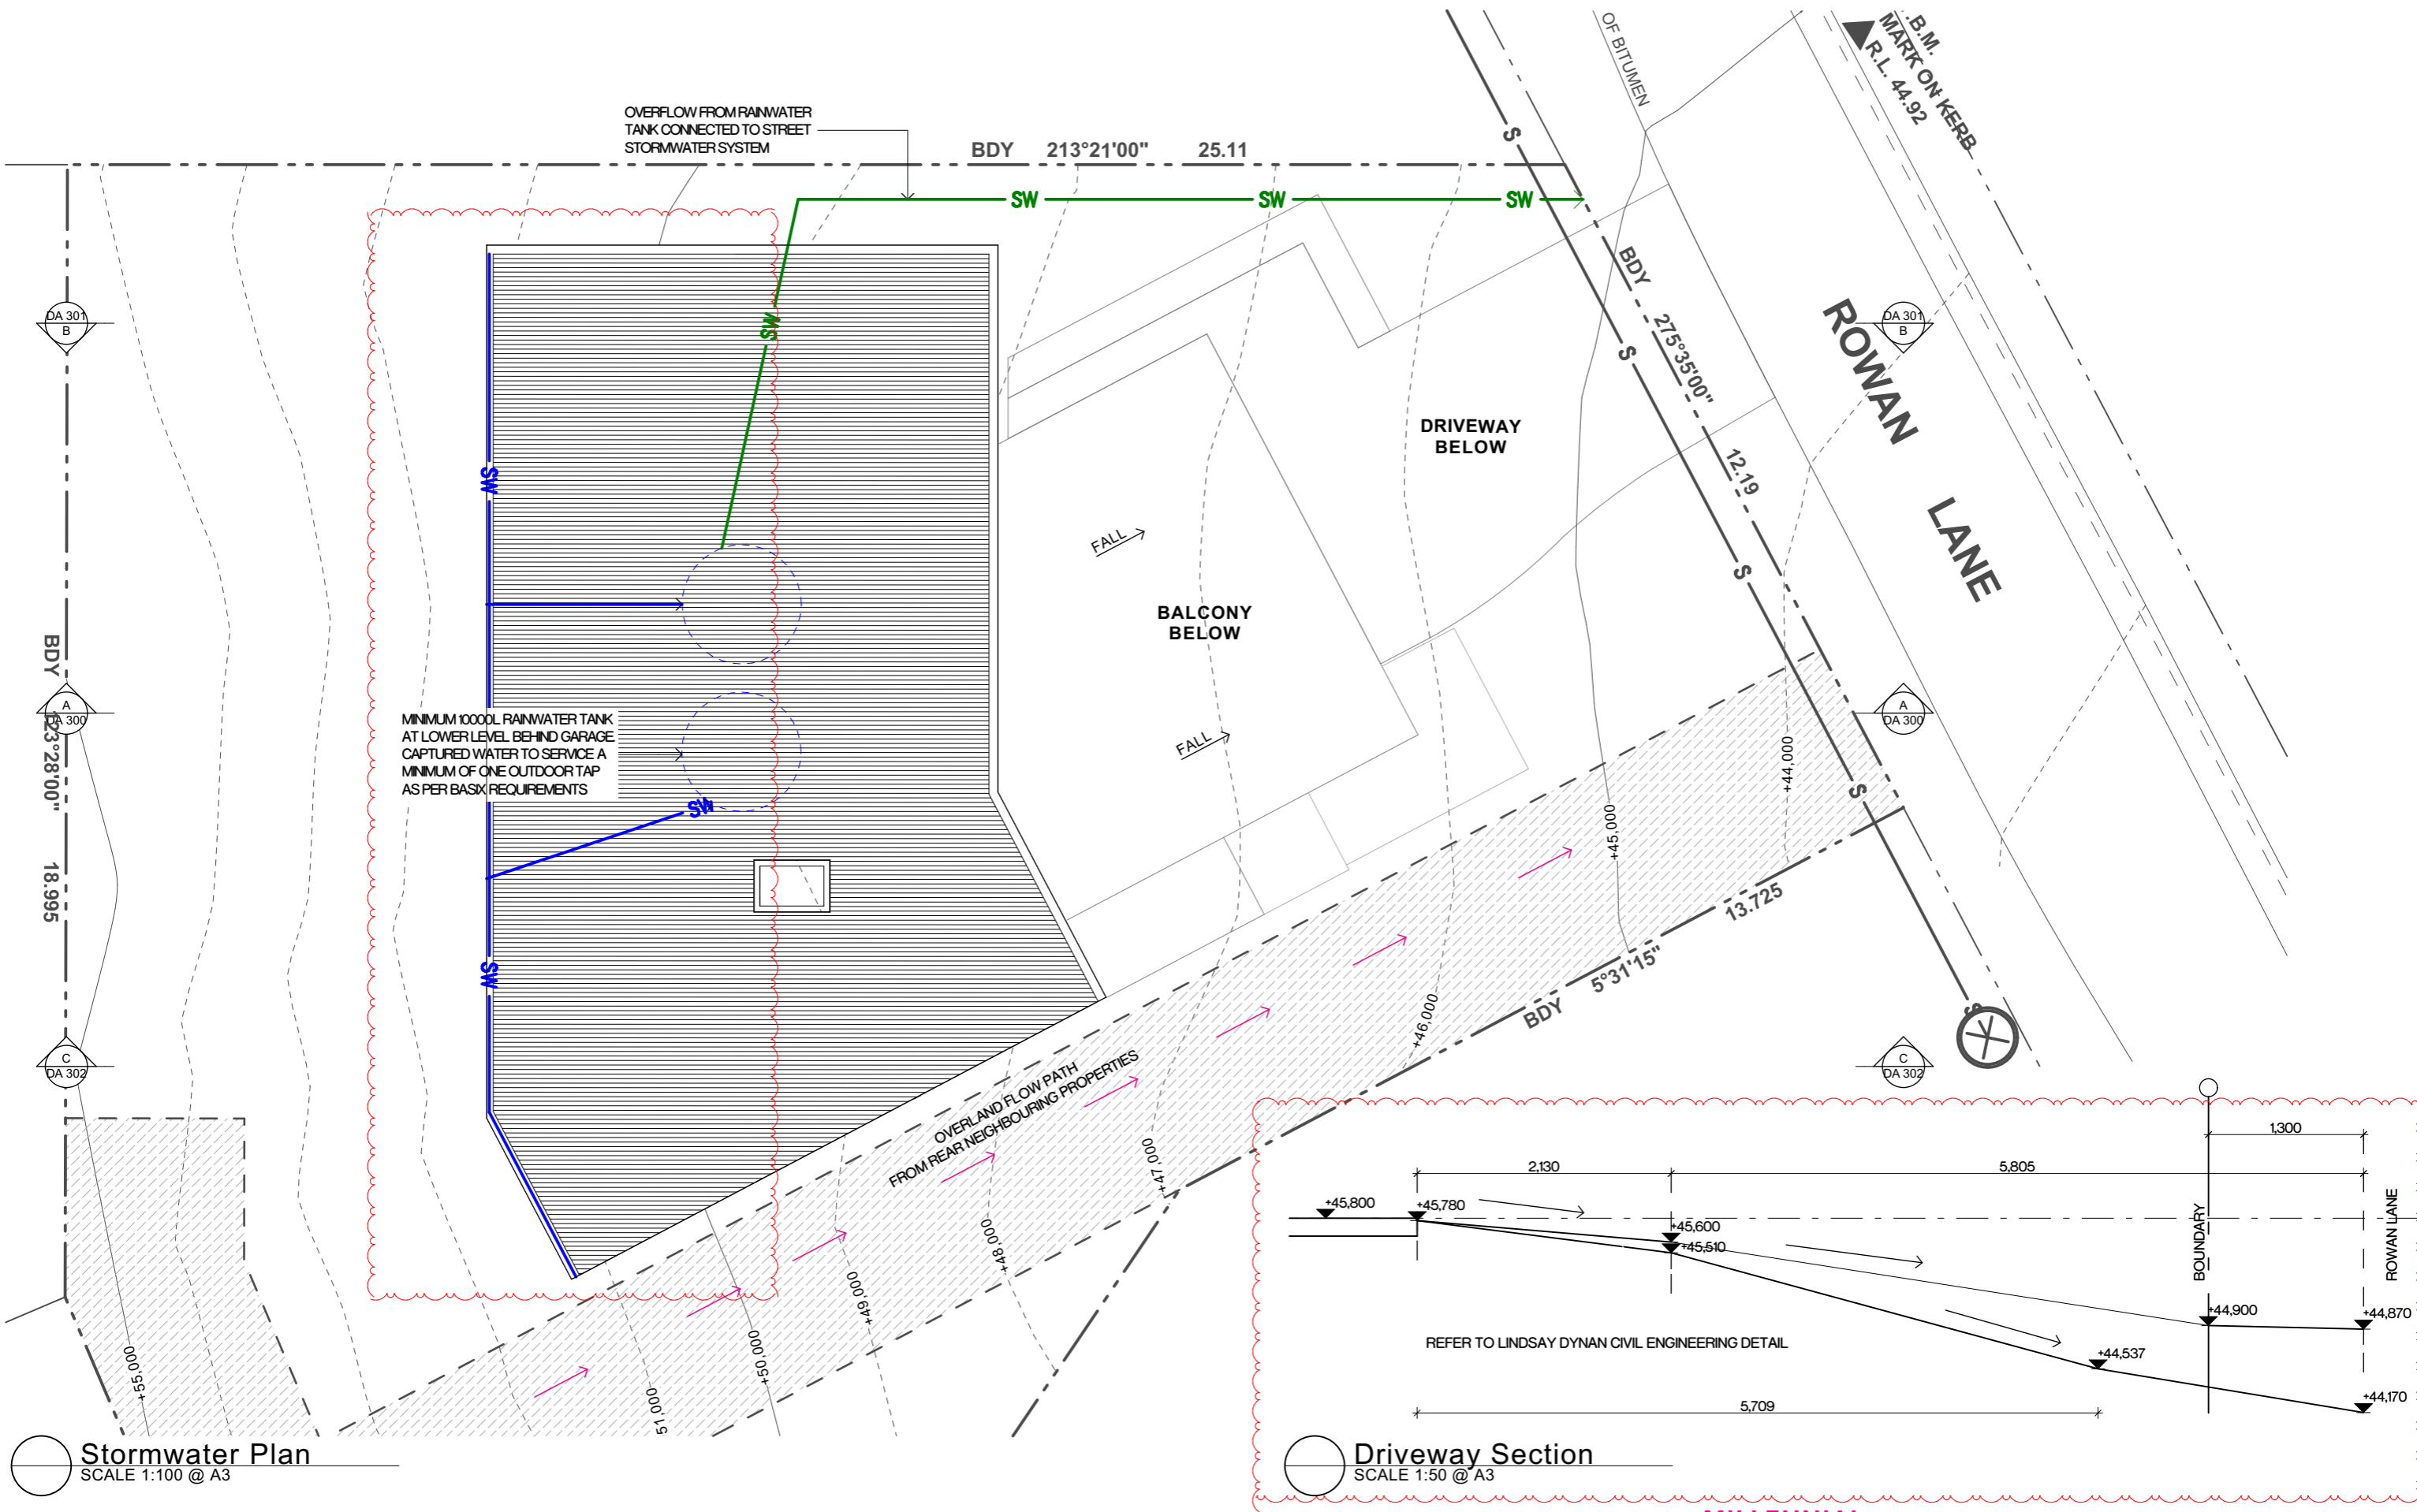 OVERFLOW FROM RAINWATER
TANK CONNECTED TO STREET
STORMWATER SYSTEM
BDY 213°21'00" 25.11
OF BITUMEN
.B.M.
MARK ON KERB
R.L. 44.92
SW
SW
SW
SW
S
S
S
S
S
BDY 275°35'00" 12.19
ROWAN LANE
DA 301
B
DA 301
B
DRIVEWAY
BELOW
SW
FALL
BALCONY
BELOW
FALL
BDY 123°28'00" 18.995
A
DA 300
A
DA 300
MINIMUM 10000L RAINWATER TANK
AT LOWER LEVEL BEHIND GARAGE.
CAPTURED WATER TO SERVICE A
MINIMUM OF ONE OUTDOOR TAP
AS PER BASIX REQUIREMENTS
SW
SW
+44,000
+45,000
+46,000
+47,000
+48,000
+49,000
+50,000
51,000
+55,000
BDY 5°31'15" 13.725
OVERLAND FLOW PATH
FROM REAR NEIGHBOURING PROPERTIES
C
DA 302
C
DA 302
1,300
2,130
5,805
+45,800
+45,780
+45,600
+45,510
BOUNDARY
ROWAN LANE
+44,900
+44,870
REFER TO LINDSAY DYNAN CIVIL ENGINEERING DETAIL
+44,537
+44,170
5,709
Stormwater Plan
SCALE 1:100 @ A3
Driveway Section
SCALE 1:50 @ A3